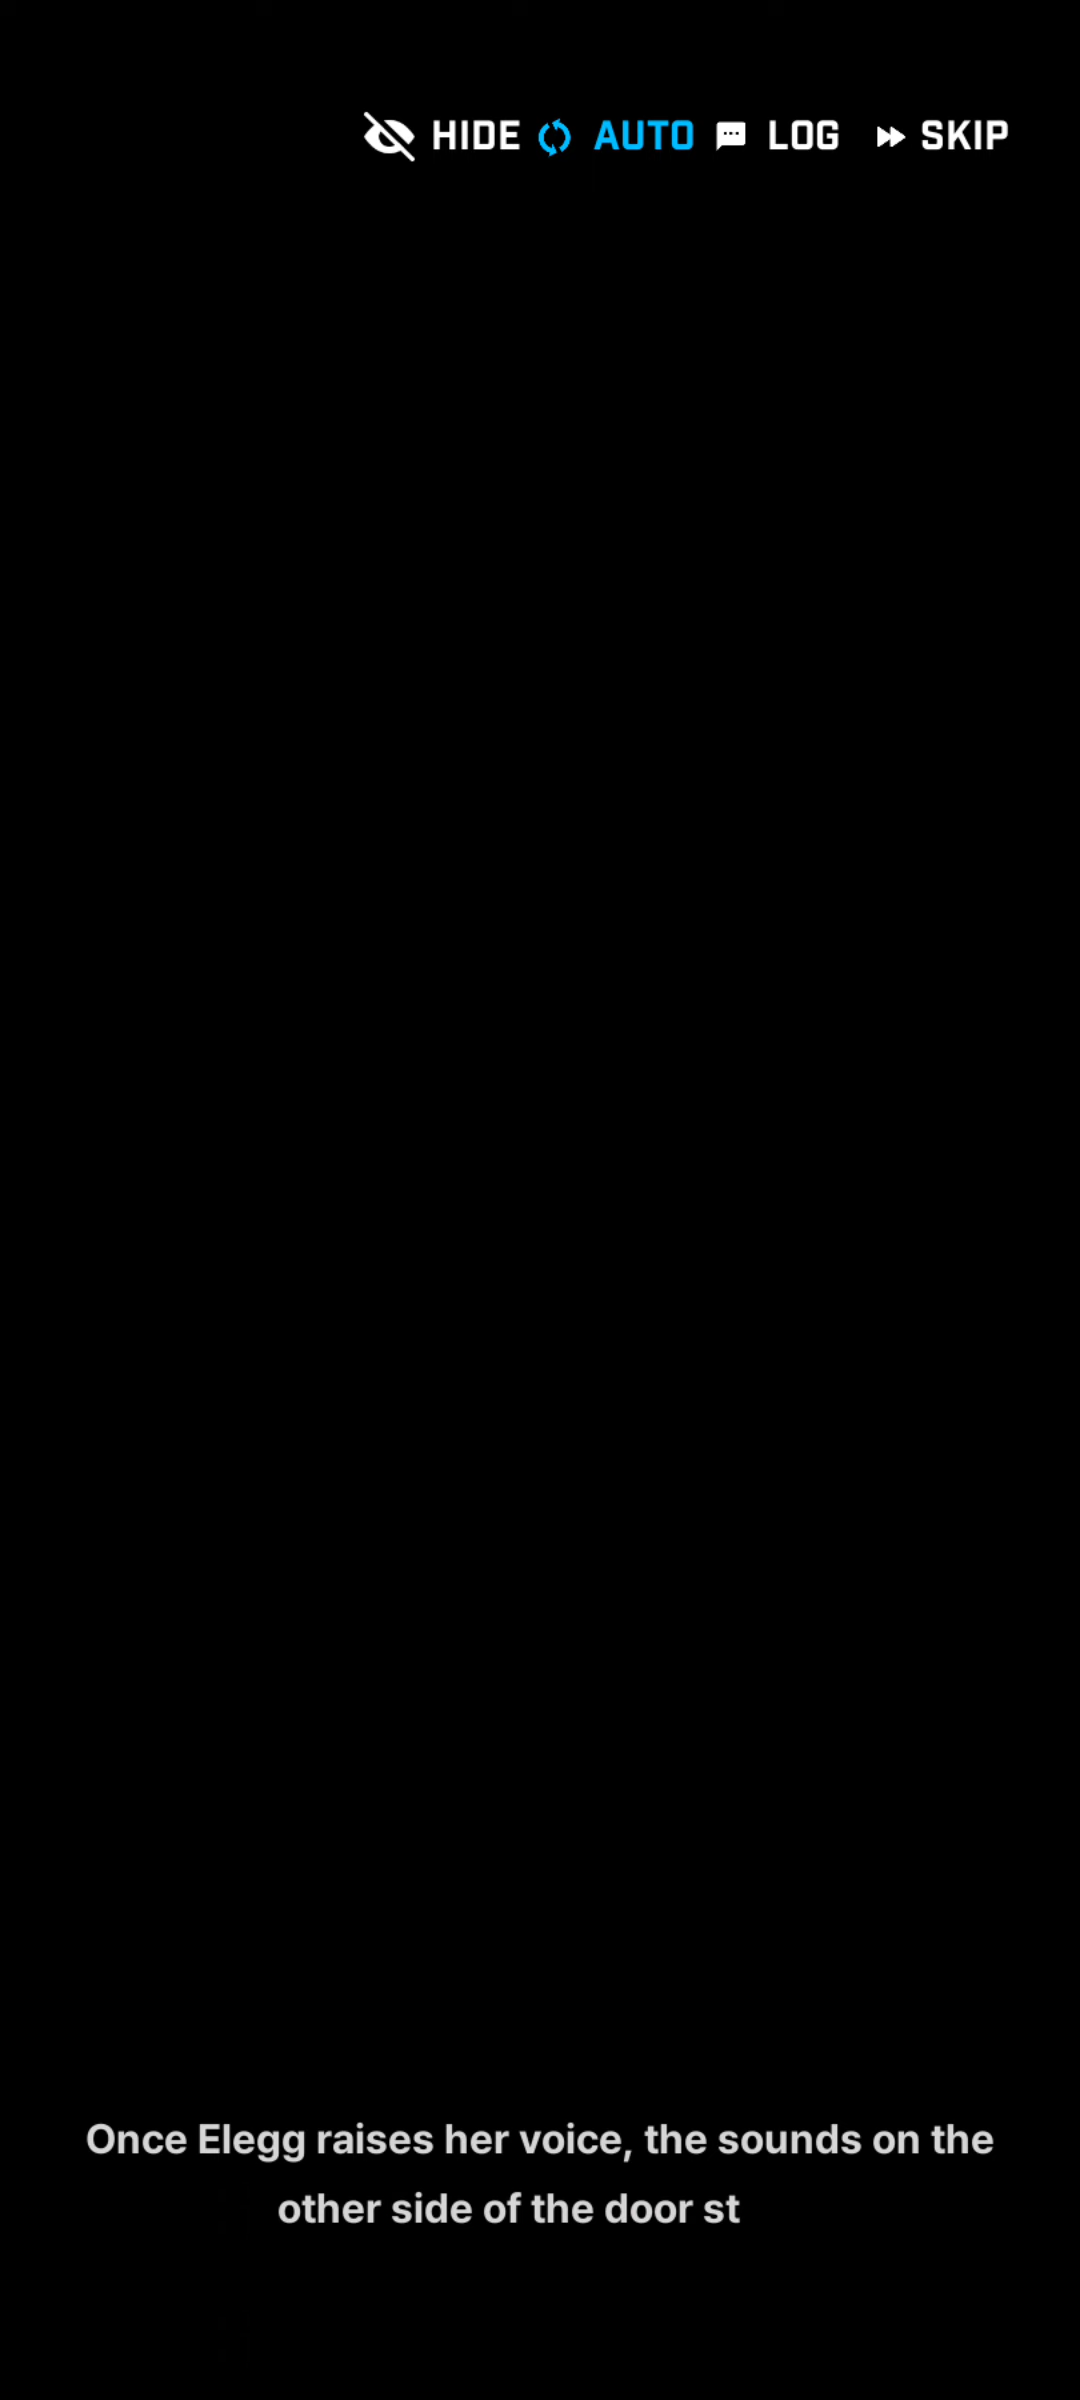 HIDE AUTO LOG SKIP
Once Elegg raises her voice, the sounds on the
other side of the door st